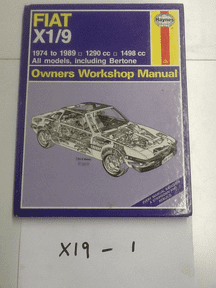 FIAT
X1/9
Haynes
1974 to 1989 □ 1290 cc □ 1498 cc
All models, including Bertone
Owners Workshop Manual
X19 - 1